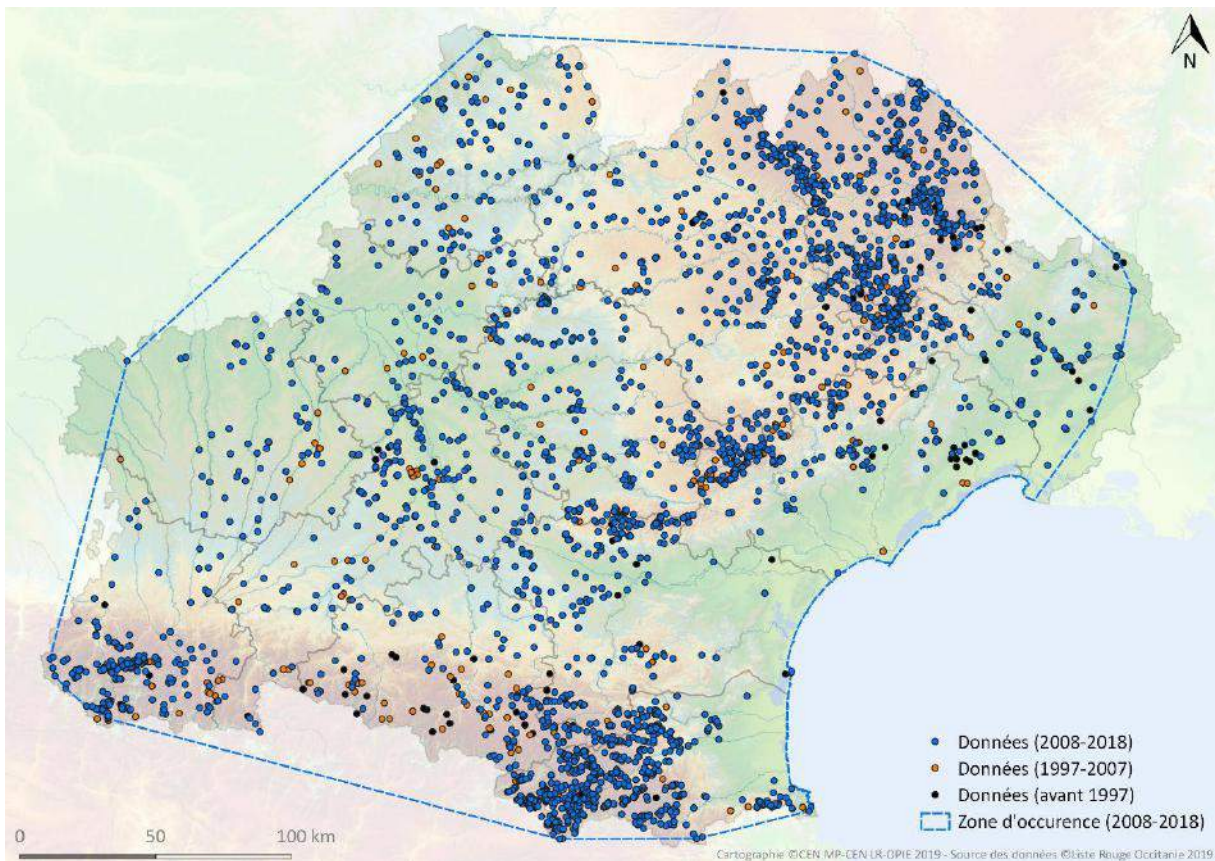 N
Données (2008-2018)
Données (1997-2007)
Données (avant 1997)
Zone d'occurence (2008-2018)
0 50 100 km
Cartographie ©CEN MP-CEN LR-OPIE 2019 - Source des données ©Liste Rouge Occitanie 2019